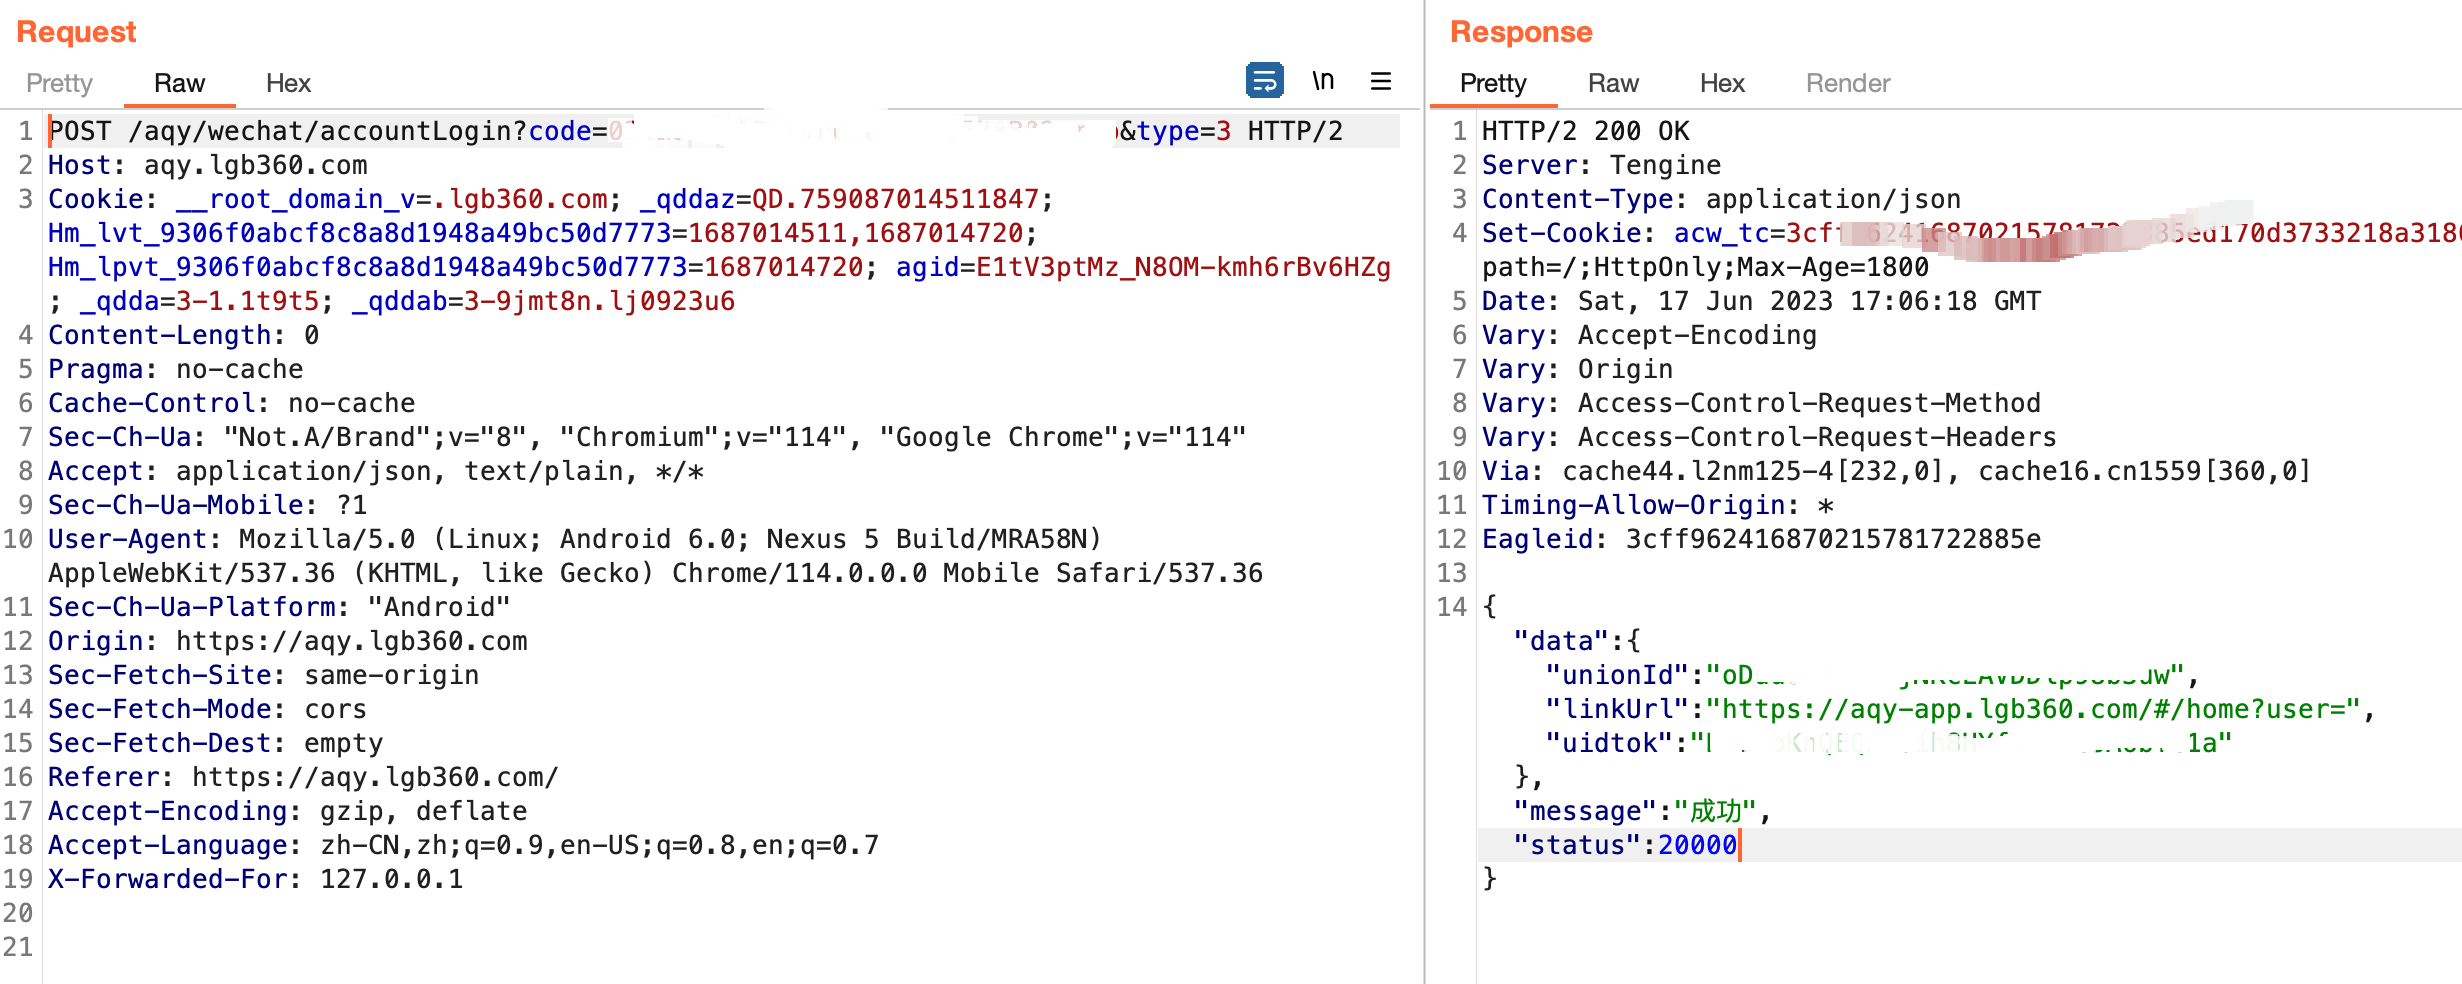 Request
Pretty Raw Hex \n
1 POST /aqy/wechat/accountLogin?code= &type=3 HTTP/2
2 Host: aqy.lgb360.com
3 Cookie: __root_domain_v=.lgb360.com; _qddaz=QD.759087014511847;
Hm_lvt_9306f0abcf8c8a8d1948a49bc50d7773=1687014511,1687014720;
Hm_lpvt_9306f0abcf8c8a8d1948a49bc50d7773=1687014720; agid=E1tV3ptMz_N8OM-kmh6rBv6HZg
; _qdda=3-1.1t9t5; _qddab=3-9jmt8n.lj0923u6
4 Content-Length: 0
5 Pragma: no-cache
6 Cache-Control: no-cache
7 Sec-Ch-Ua: "Not.A/Brand";v="8", "Chromium";v="114", "Google Chrome";v="114"
8 Accept: application/json, text/plain, */*
9 Sec-Ch-Ua-Mobile: ?1
10 User-Agent: Mozilla/5.0 (Linux; Android 6.0; Nexus 5 Build/MRA58N)
AppleWebKit/537.36 (KHTML, like Gecko) Chrome/114.0.0.0 Mobile Safari/537.36
11 Sec-Ch-Ua-Platform: "Android"
12 Origin: https://aqy.lgb360.com
13 Sec-Fetch-Site: same-origin
14 Sec-Fetch-Mode: cors
15 Sec-Fetch-Dest: empty
16 Referer: https://aqy.lgb360.com/
17 Accept-Encoding: gzip, deflate
18 Accept-Language: zh-CN,zh;q=0.9,en-US;q=0.8,en;q=0.7
19 X-Forwarded-For: 127.0.0.1
20
21
Response
Pretty Raw Hex Render
1 HTTP/2 200 OK
2 Server: Tengine
3 Content-Type: application/json
4 Set-Cookie: acw_tc=
path=/;HttpOnly;Max-Age=1800
5 Date: Sat, 17 Jun 2023 17:06:18 GMT
6 Vary: Accept-Encoding
7 Vary: Origin
8 Vary: Access-Control-Request-Method
9 Vary: Access-Control-Request-Headers
10 Via: cache44.l2nm125-4[232,0], cache16.cn1559[360,0]
11 Timing-Allow-Origin: *
12 Eagleid: 3cff962416870215781722885e
13
14 {
"data":{
"unionId":"
"linkUrl":"https://aqy-app.lgb360.com/#/home?user=",
"uidtok":"
},
"message":"成功",
"status":20000
}